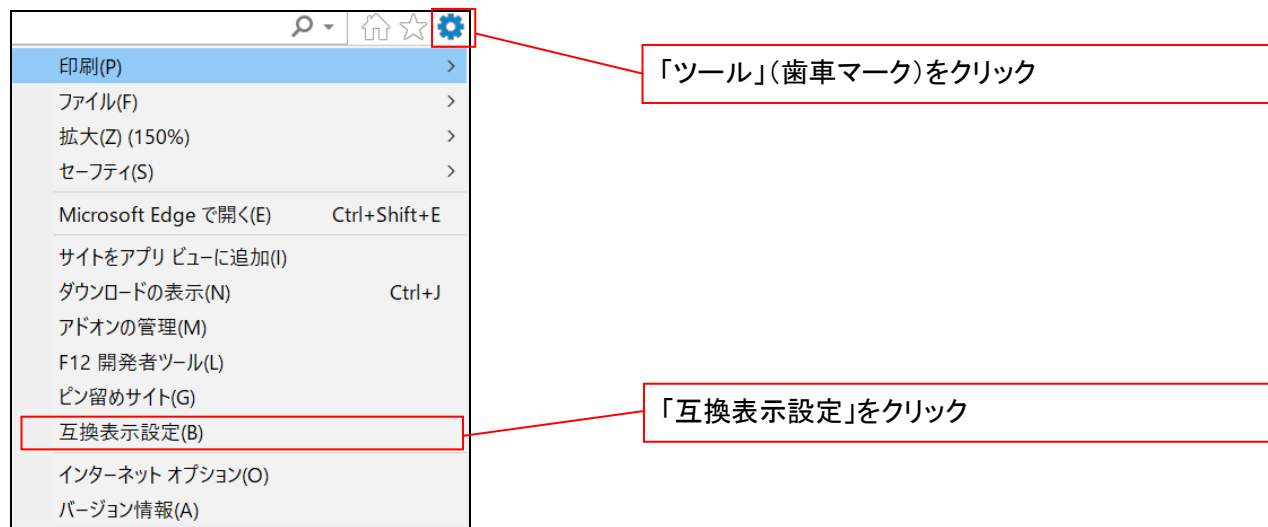 印刷(P)
「ツール」(歯車マーク)をクリック
ファイル(F)
拡大(Z) (150%)
セーフティ(S)
Microsoft Edge で開く(E) Ctrl+Shift+E
サイトをアプリ ビューに追加(I)
ダウンロードの表示(N) Ctrl+J
アドオンの管理(M)
F12 開発者ツール(L)
ピン留めサイト(G)
「互換表示設定」をクリック
互換表示設定(B)
インターネット オプション(O)
バージョン情報(A)